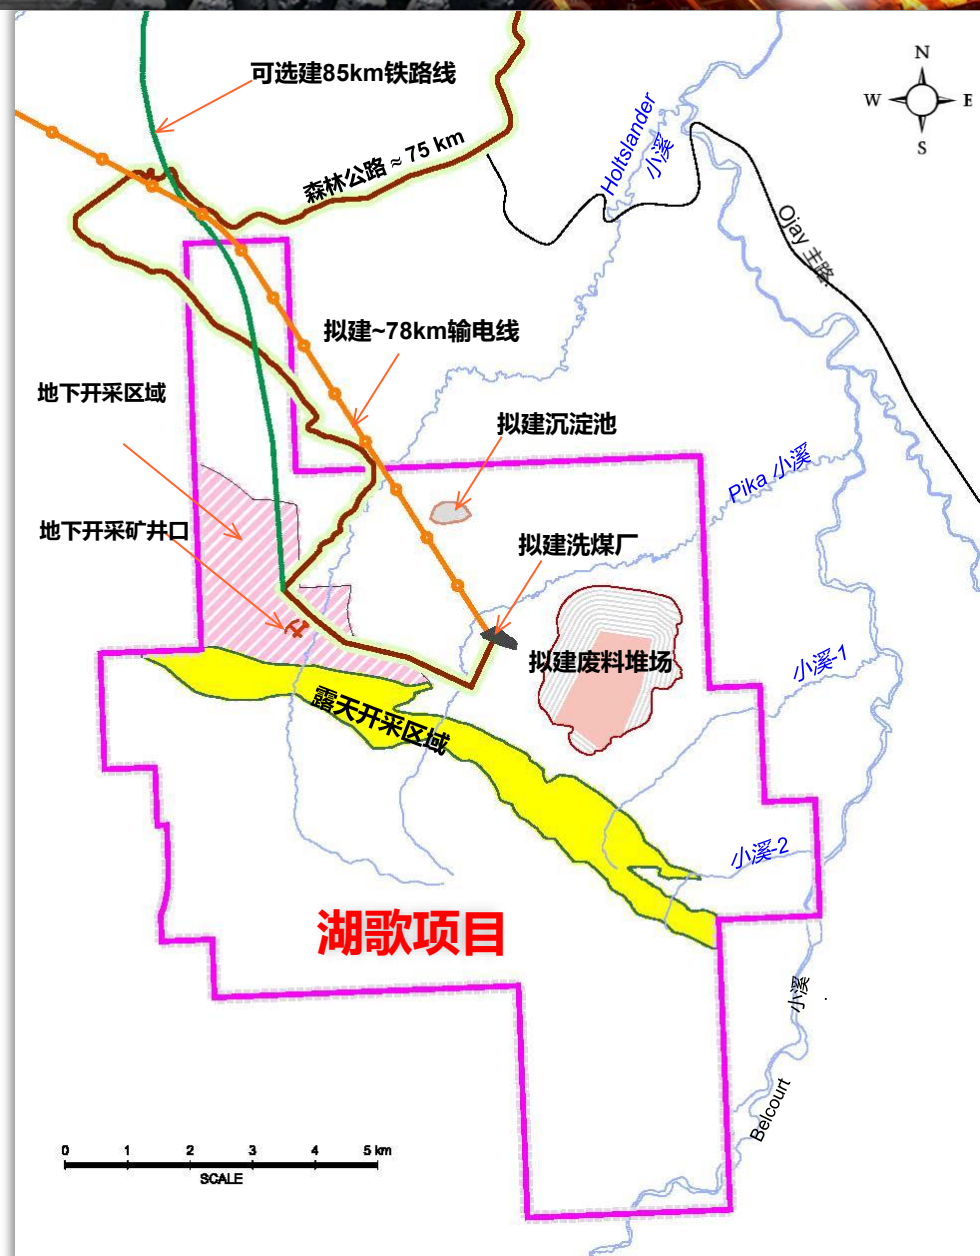 可选建85km铁路线
N
W
E
S
Holtslander
小溪
森林公路 ≈ 75 km
Ojay 主路.
拟建~78km输电线
地下开采区域
拟建沉淀池
Pika 小溪
地下开采矿井口
拟建洗煤厂
拟建废料堆场
小溪-1
露天开采区域
小溪-2
湖歌项目
小溪
Belcourt
0 1 2 3 4 5 km
SCALE